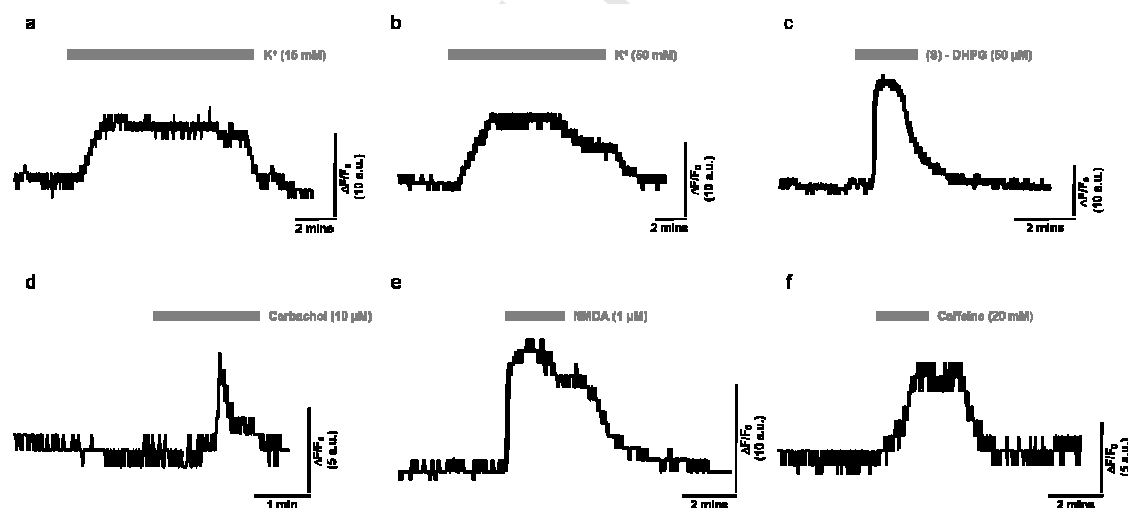 a
K⁺ (15 mM)
ΔF/F₀
(10 a.u.)
2 mins
b
K⁺ (50 mM)
ΔF/F₀
(10 a.u.)
2 mins
c
(S) - DHPG (50 µM)
ΔF/F₀
(10 a.u.)
2 mins
d
Carbachol (10 µM)
ΔF/F₀
(5 a.u.)
1 min
e
NMDA (1 µM)
ΔF/F₀
(10 a.u.)
2 mins
f
Caffeine (20 mM)
ΔF/F₀
(5 a.u.)
2 mins